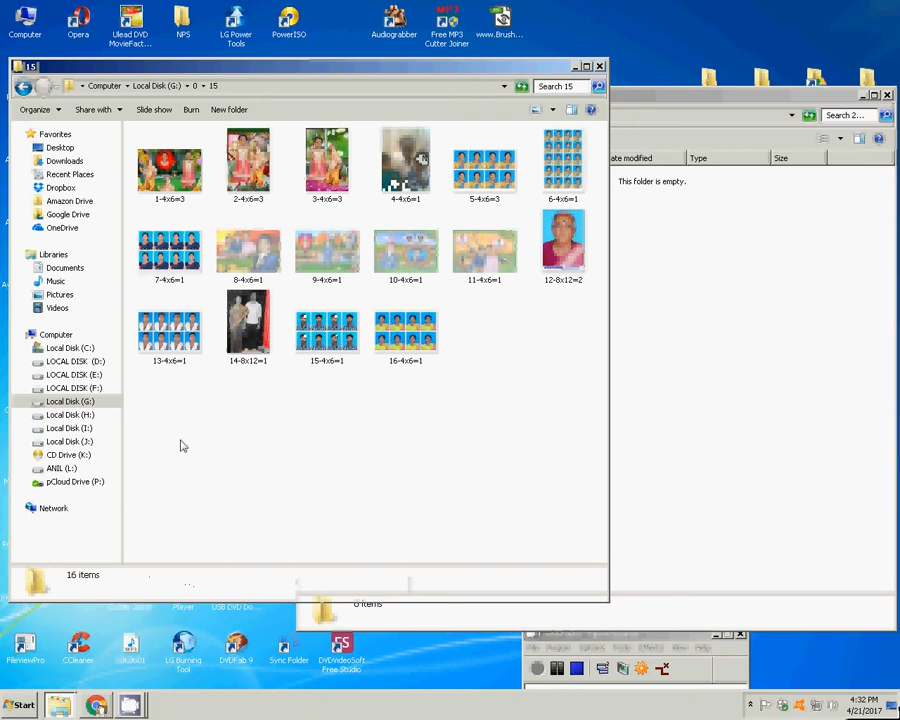 Computer
Opera
Ulead DVD
MovieFact...
NPS
LG Power
Tools
PowerISO
Audiograbber
Free MP3
Cutter Joiner
www.Brush...
15
Computer
Local Disk (G:)
0
15
Search 15
Organize
Share with
Slide show
Burn
New folder
Favorites
Desktop
Downloads
Recent Places
Dropbox
Amazon Drive
Google Drive
OneDrive
Libraries
Documents
Music
Pictures
Videos
Computer
Local Disk (C:)
LOCAL DISK (D:)
LOCAL DISK (E:)
LOCAL DISK (F:)
Local Disk (G:)
Local Disk (H:)
Local Disk (I:)
Local Disk (J:)
CD Drive (K:)
ANIL (L:)
pCloud Drive (P:)
Network
1-4x6=3
2-4x6=3
3-4x6=3
4-4x6=1
5-4x6=3
6-4x6=1
7-4x6=1
8-4x6=1
9-4x6=1
10-4x6=1
11-4x6=1
12-8x12=2
13-4x6=1
14-8x12=1
15-4x6=1
16-4x6=1
16 items
Search 2...
ate modified
Type
Size
This folder is empty.
0 items
Player
USB DVD Do...
FileViewPro
CCleaner
LG Burning
Tool
DVDFab 9
Sync Folder
DVDVideoSoft
Free Studio
Start
4:32 PM
4/21/2017